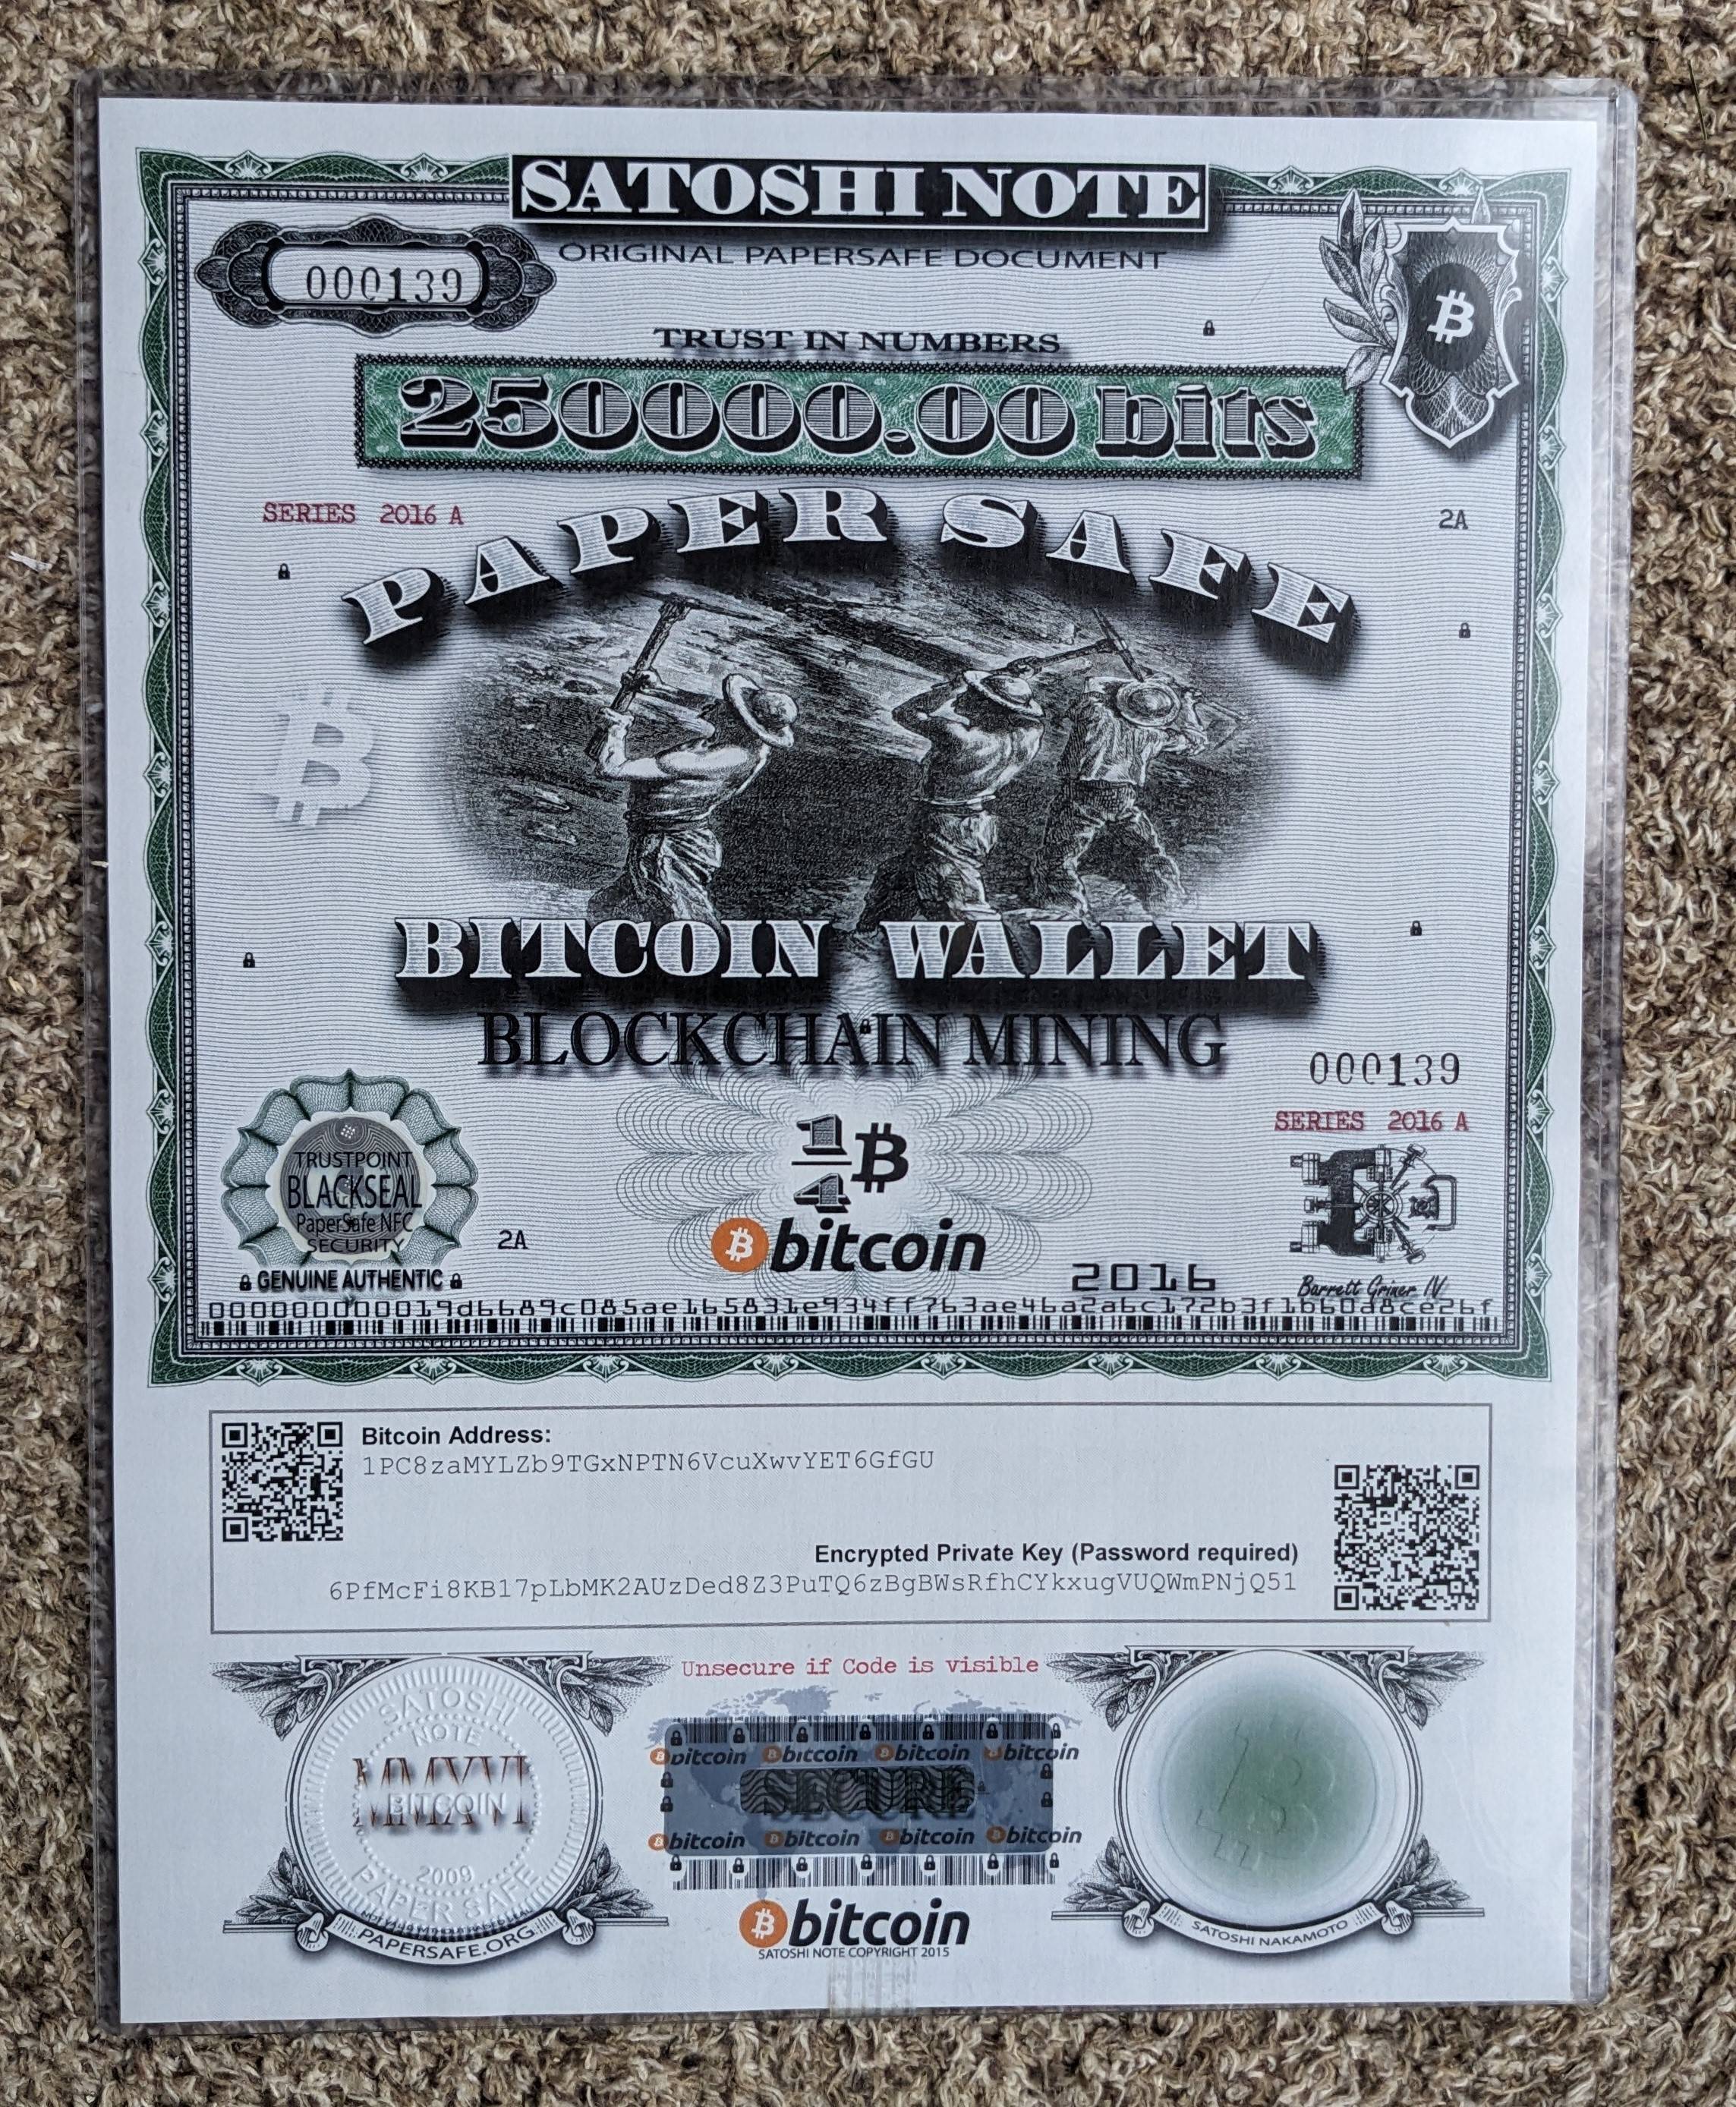 SATOSHI NOTE
ORIGINAL PAPERSAFE DOCUMENT
000139
TRUST IN NUMBERS
250000.00 bits
SERIES 2016 A
2A
PAPER SAFE
BITCOIN WALLET
BLOCKCHAIN MINING
000139
SERIES 2016 A
TRUSTPOINT
BLACKSEAL
PaperSafe NFC
SECURITY
GENUINE AUTHENTIC
2A
1/4 ₿
bitcoin
2016
Barrett Griner IV
000000000019d6689c085ae165831e934ff763ae46a2a6c172b3f1b60a8ce26f
Bitcoin Address:
1PC8zaMYLZb9TGxNPTN6VcuXwvYET6GfGU
Encrypted Private Key (Password required)
6PfMcFi8KB17pLbMK2AUzDed8Z3PuTQ6zBgBWsRfhCYkxugVUQWmPNjQ51
Unsecure if Code is visible
SATOSHI
NOTE
MMXVI
BITCOIN
2009
PAPER SAFE
PAPERSAFE.ORG
bitcoin bitcoin bitcoin bitcoin
SECURE
bitcoin bitcoin bitcoin bitcoin
bitcoin
SATOSHI NOTE COPYRIGHT 2015
SATOSHI NAKAMOTO